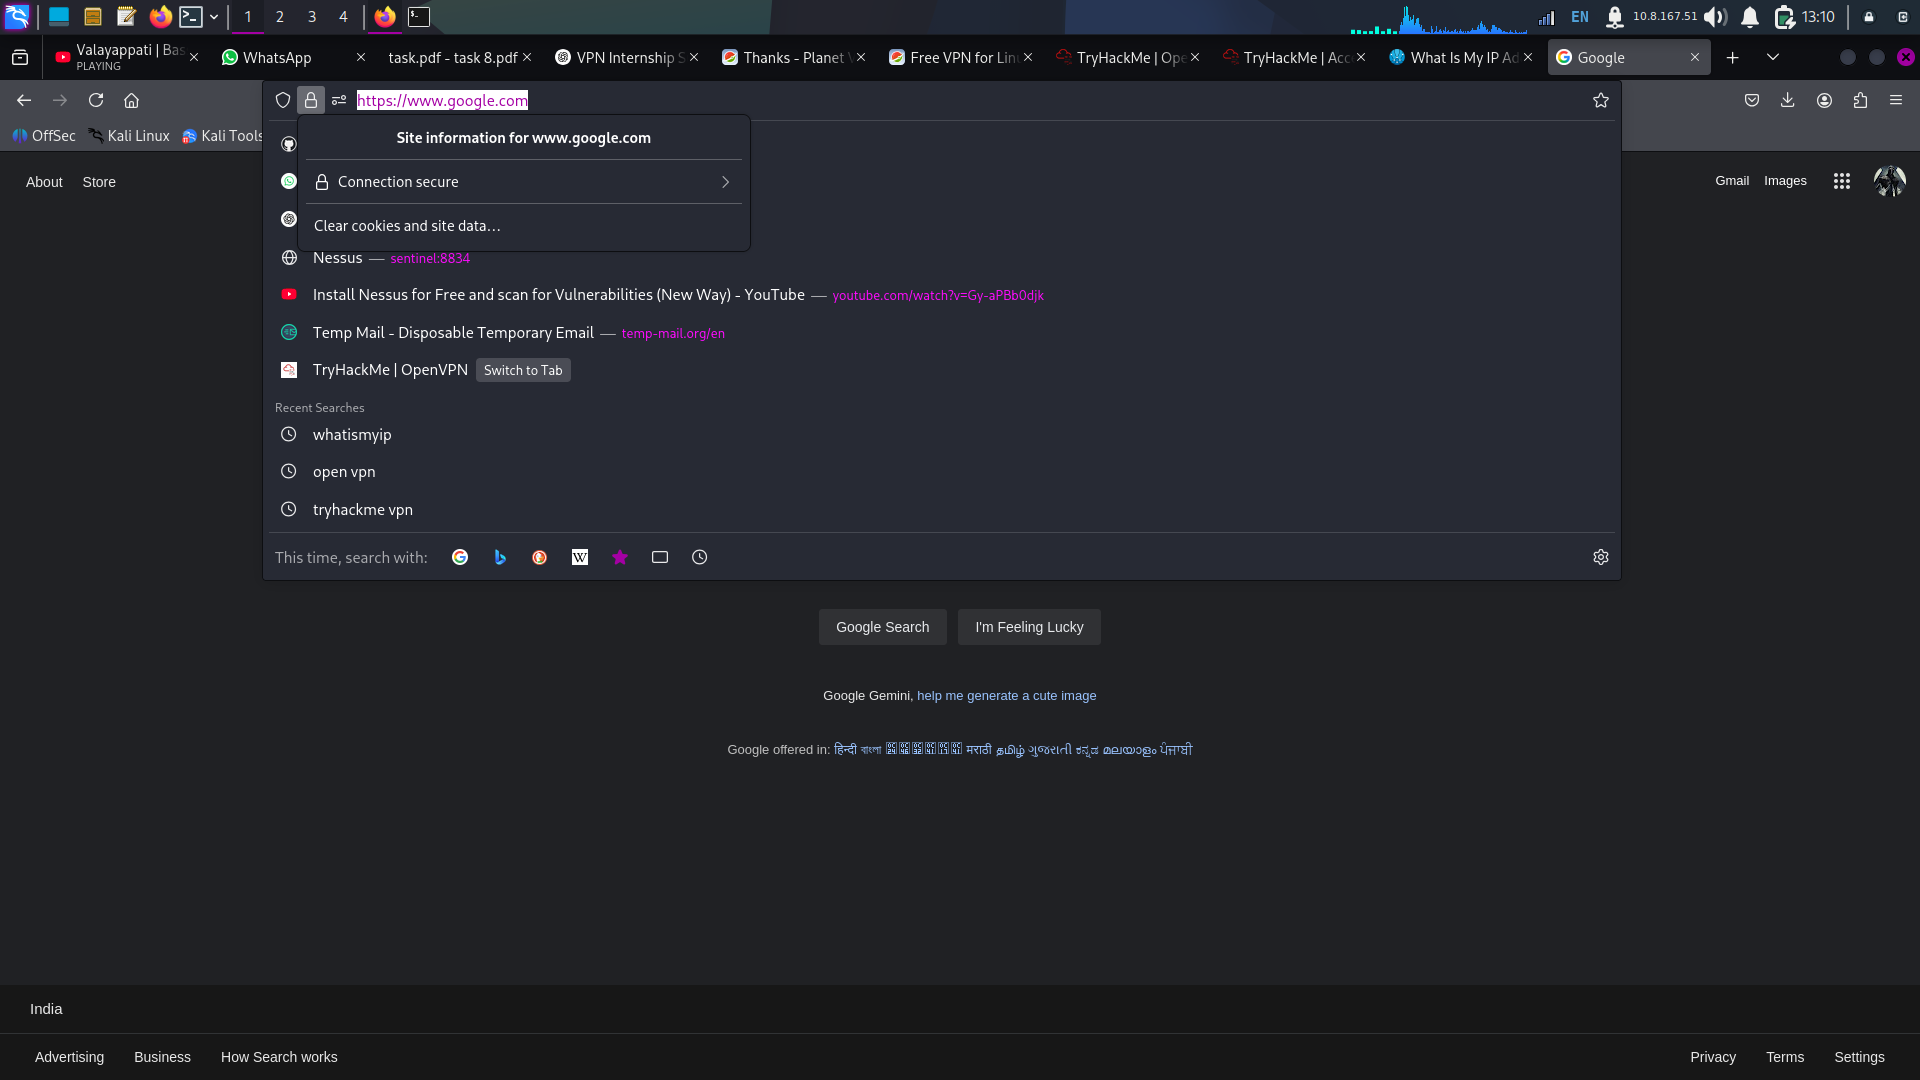 1 2 3 4 EN 10.8.167.51 13:10
Valayappati | Bas
PLAYING
WhatsApp
task.pdf - task 8.pdf
VPN Internship S
Thanks - Planet V
Free VPN for Linu
TryHackMe | Ope
TryHackMe | Acc
What Is My IP Ad
Google
https://www.google.com
OffSec Kali Linux Kali Tools
Site information for www.google.com
Connection secure
Clear cookies and site data…
About Store
Gmail Images
Nessus — sentinel:8834
Install Nessus for Free and scan for Vulnerabilities (New Way) - YouTube — youtube.com/watch?v=Gy-aPBb0djk
Temp Mail - Disposable Temporary Email — temp-mail.org/en
TryHackMe | OpenVPN Switch to Tab
Recent Searches
whatismyip
open vpn
tryhackme vpn
This time, search with:
Google Search I'm Feeling Lucky
Google Gemini, help me generate a cute image
Google offered in: हिन्दी বাংলা मराठी தமிழ் ગુજરાતી ಕನ್ನಡ മലയാളം ਪੰਜਾਬੀ
India
Advertising Business How Search works
Privacy Terms Settings